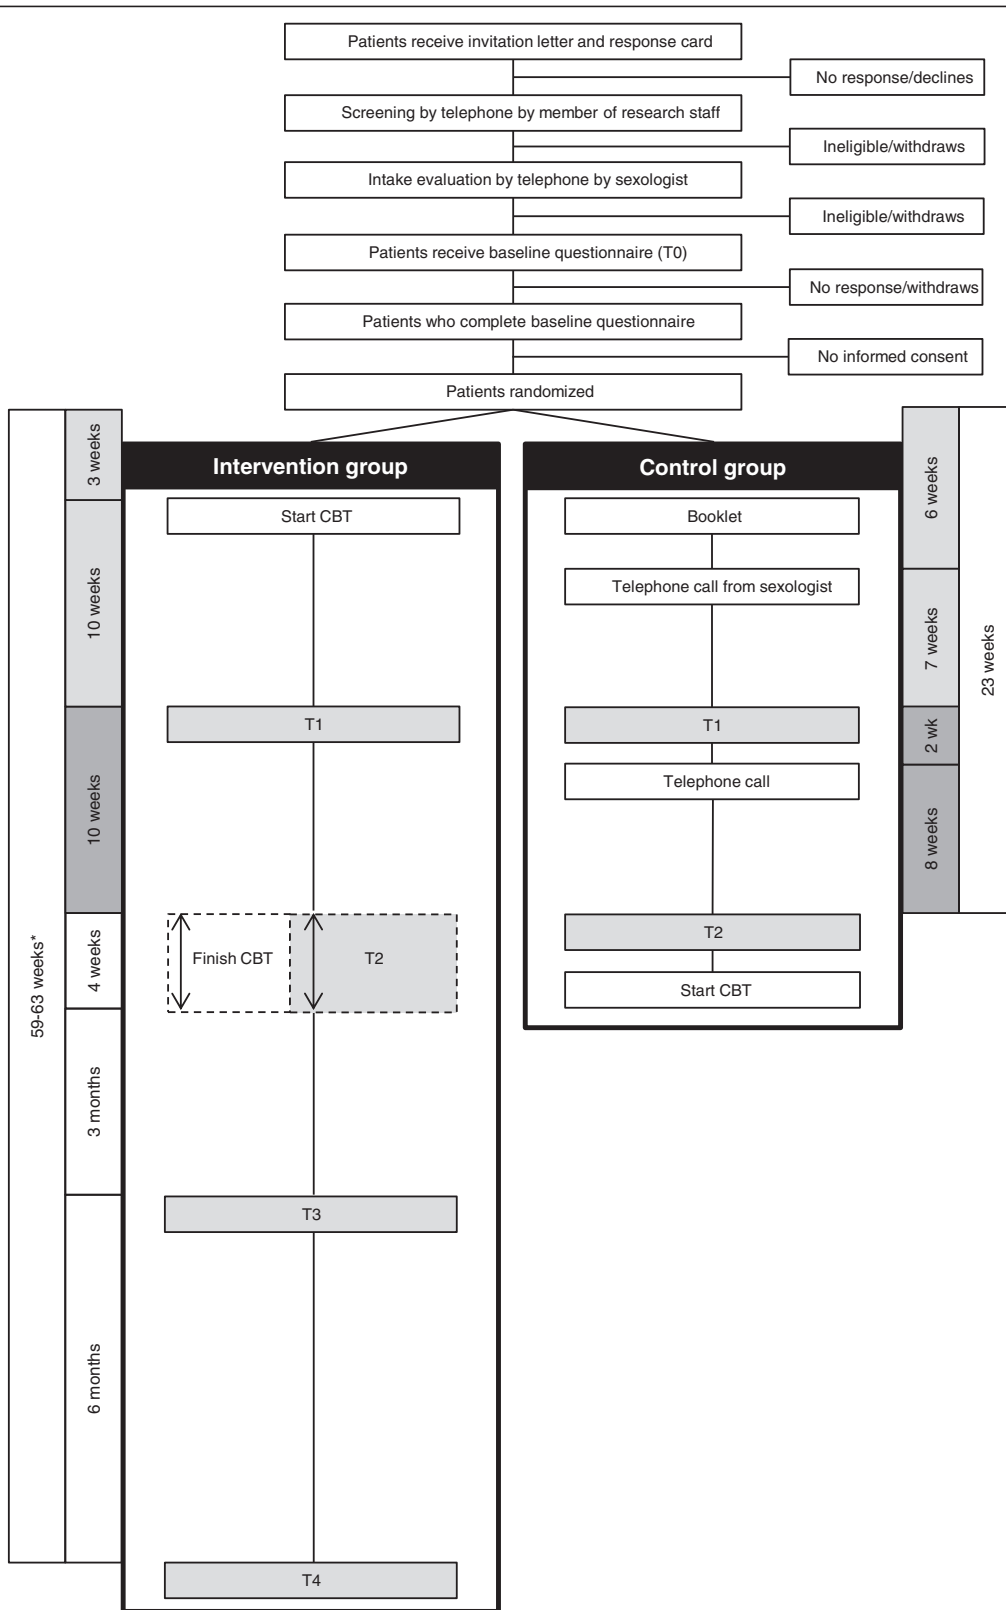 Patients receive invitation letter and response card
No response/declines
Screening by telephone by member of research staff
Ineligible/withdraws
Intake evaluation by telephone by sexologist
Ineligible/withdraws
Patients receive baseline questionnaire (T0)
No response/withdraws
Patients who complete baseline questionnaire
No informed consent
Patients randomized
59-63 weeks*
3 weeks
10 weeks
10 weeks
4 weeks
3 months
6 months
Intervention group
Start CBT
T1
Finish CBT
T2
T3
T4
Control group
Booklet
Telephone call from sexologist
T1
Telephone call
T2
Start CBT
6 weeks
7 weeks
2 wk
8 weeks
23 weeks